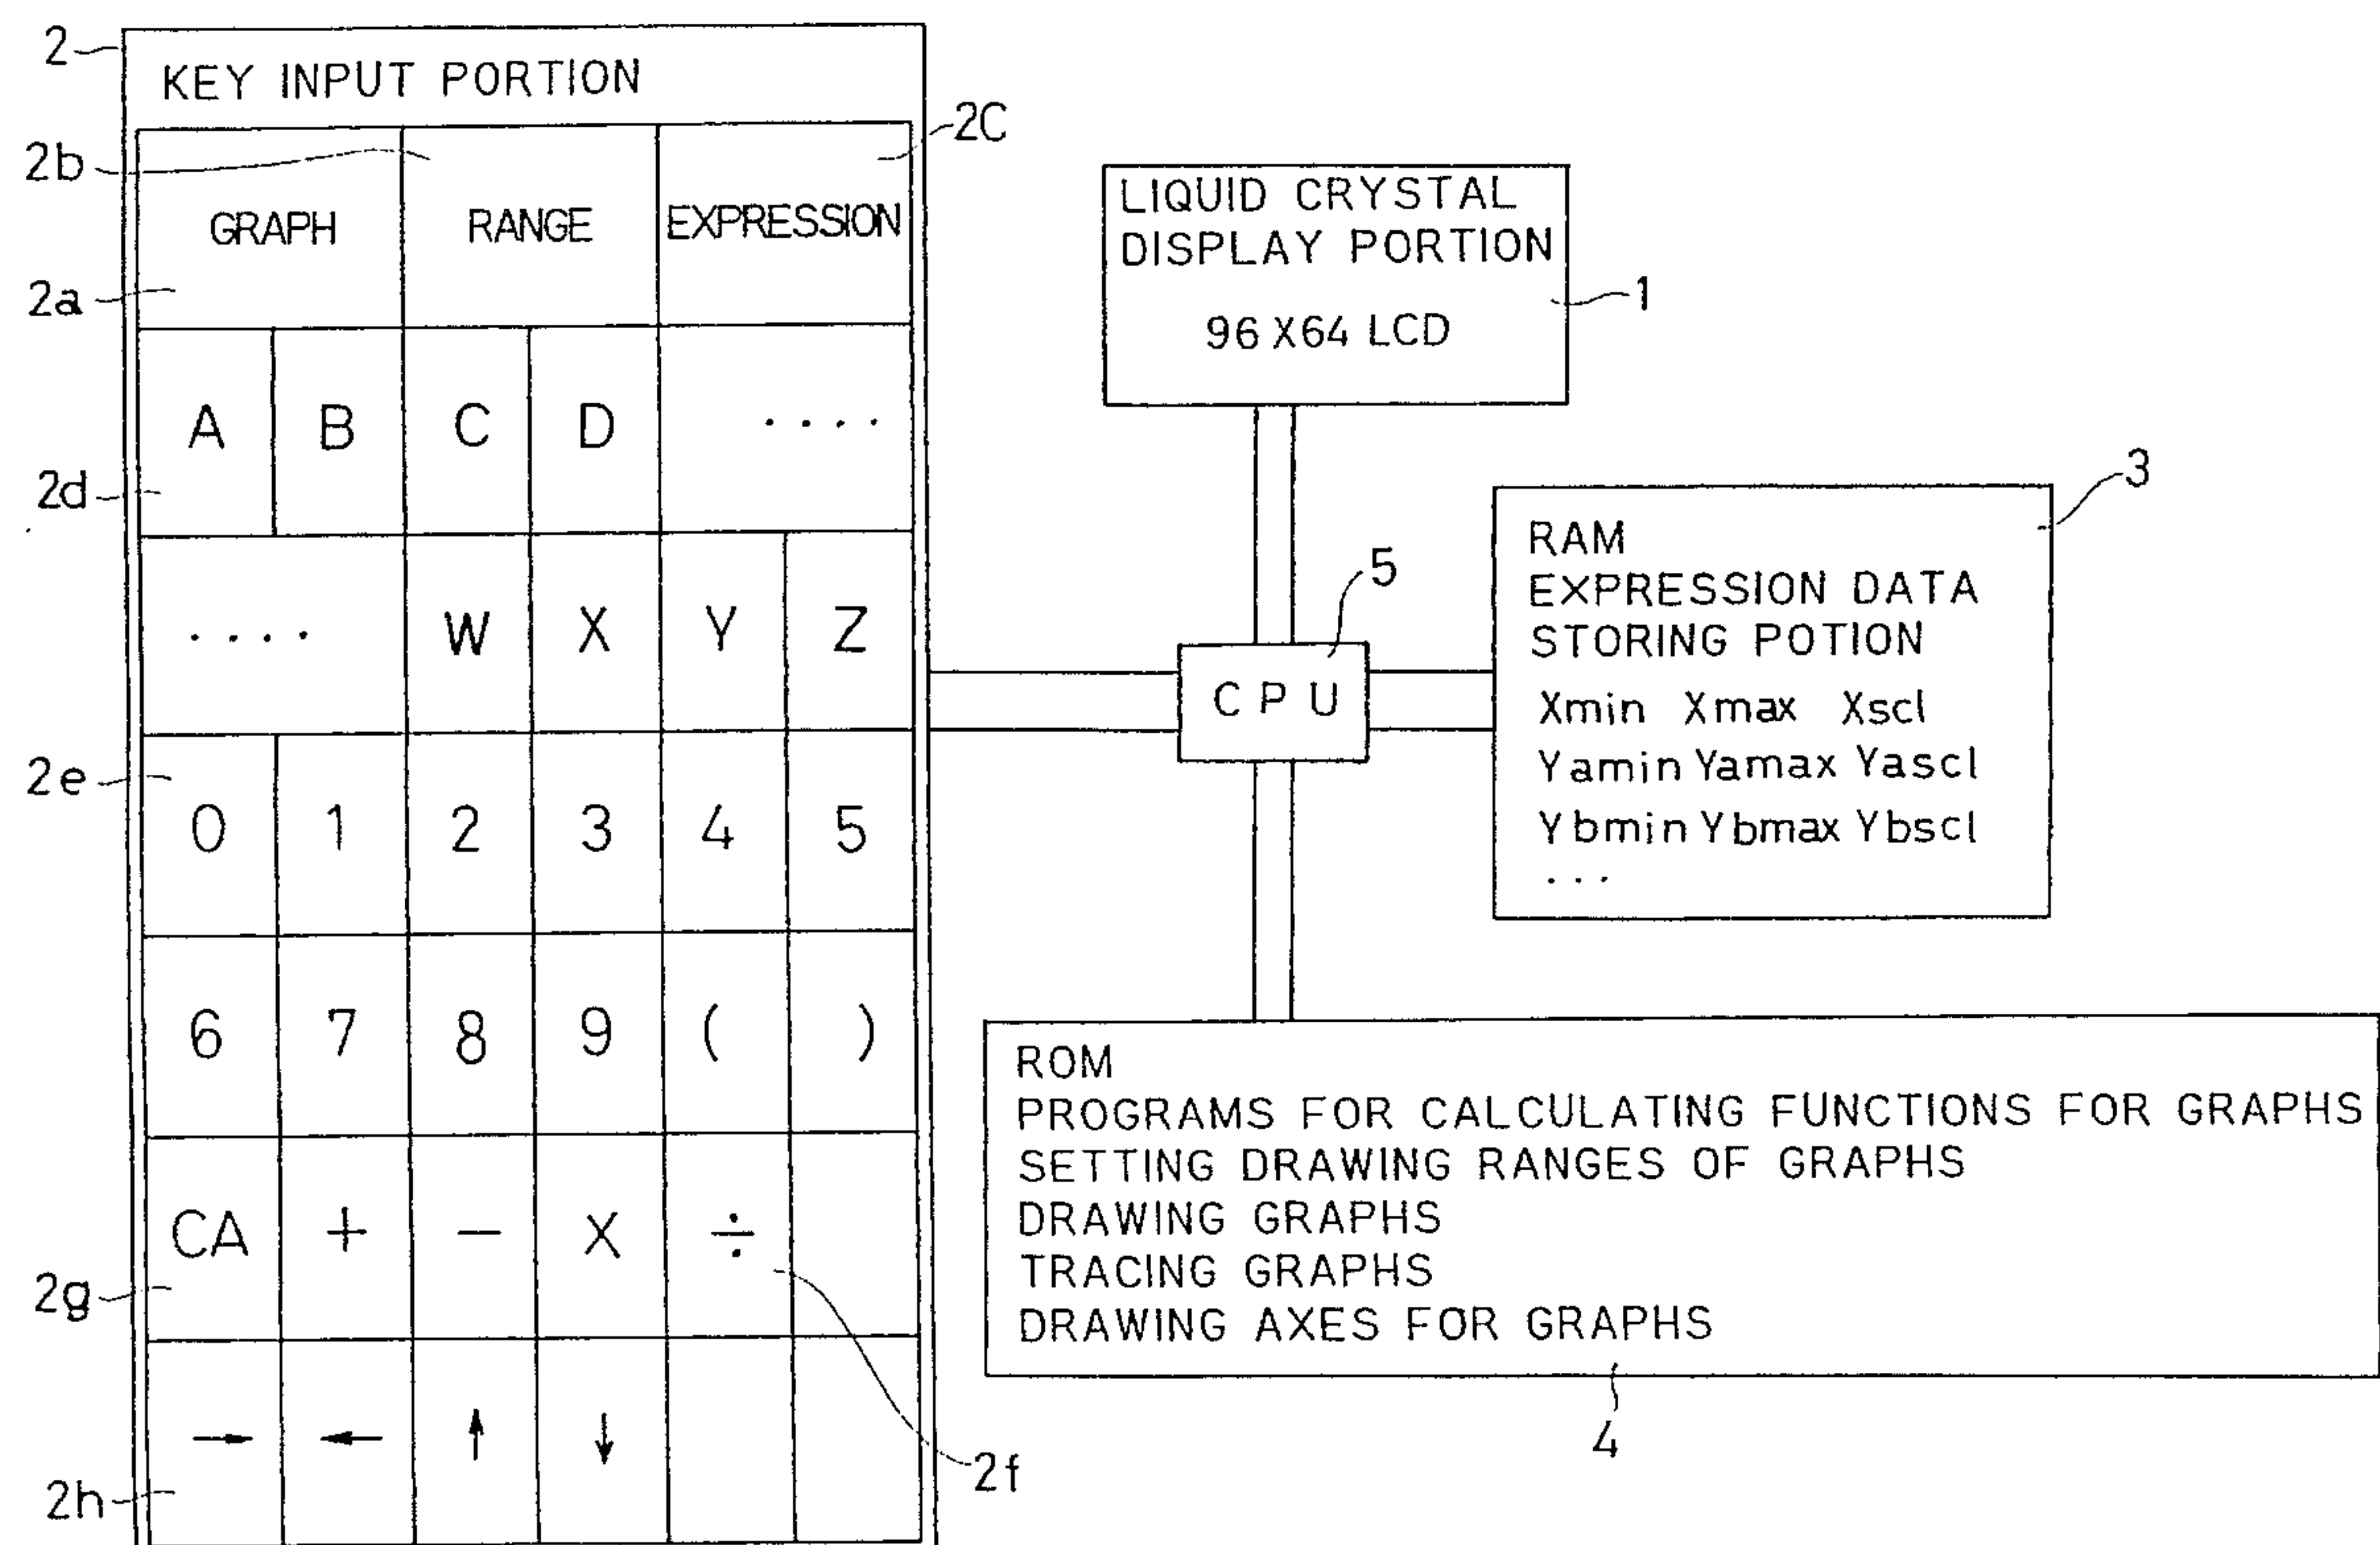 2
KEY INPUT PORTION
2C
2b
GRAPH RANGE EXPRESSION
2a
A B C D ....
2d
.... W X Y Z
2e
0 1 2 3 4 5
6 7 8 9 ( )
CA + − X ÷
2g
→ ← ↑ ↓
2f
2h
LIQUID CRYSTAL
DISPLAY PORTION
96X64 LCD
1
3
RAM
EXPRESSION DATA
STORING POTION
Xmin Xmax Xscl
Yamin Yamax Yascl
Ybmin Ybmax Ybscl
...
5
CPU
ROM
PROGRAMS FOR CALCULATING FUNCTIONS FOR GRAPHS
SETTING DRAWING RANGES OF GRAPHS
DRAWING GRAPHS
TRACING GRAPHS
DRAWING AXES FOR GRAPHS
4